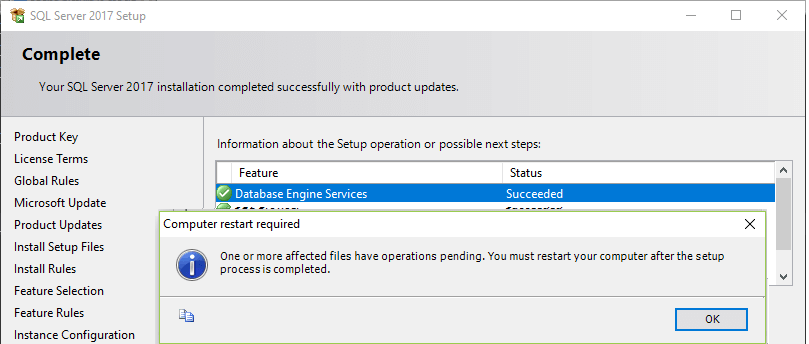 SQL Server 2017 Setup
Complete
Your SQL Server 2017 installation completed successfully with product updates.
Product Key
License Terms
Global Rules
Microsoft Update
Product Updates
Install Setup Files
Install Rules
Feature Selection
Feature Rules
Instance Configuration
Information about the Setup operation or possible next steps:
Feature Status
Database Engine Services Succeeded
Computer restart required
One or more affected files have operations pending. You must restart your computer after the setup
process is completed.
OK